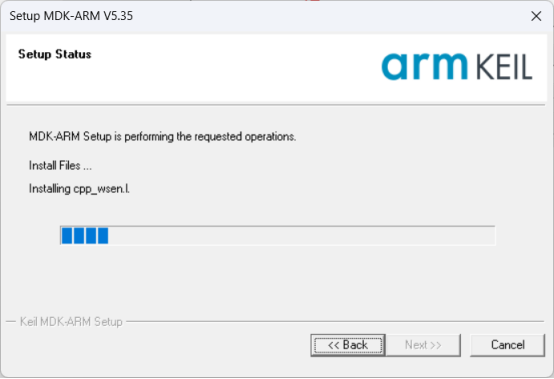 Setup MDK-ARM V5.35
Setup Status
arm KEIL
MDK-ARM Setup is performing the requested operations.
Install Files ...
Installing cpp_wsen.l.
Keil MDK-ARM Setup
<< Back
Next >>
Cancel